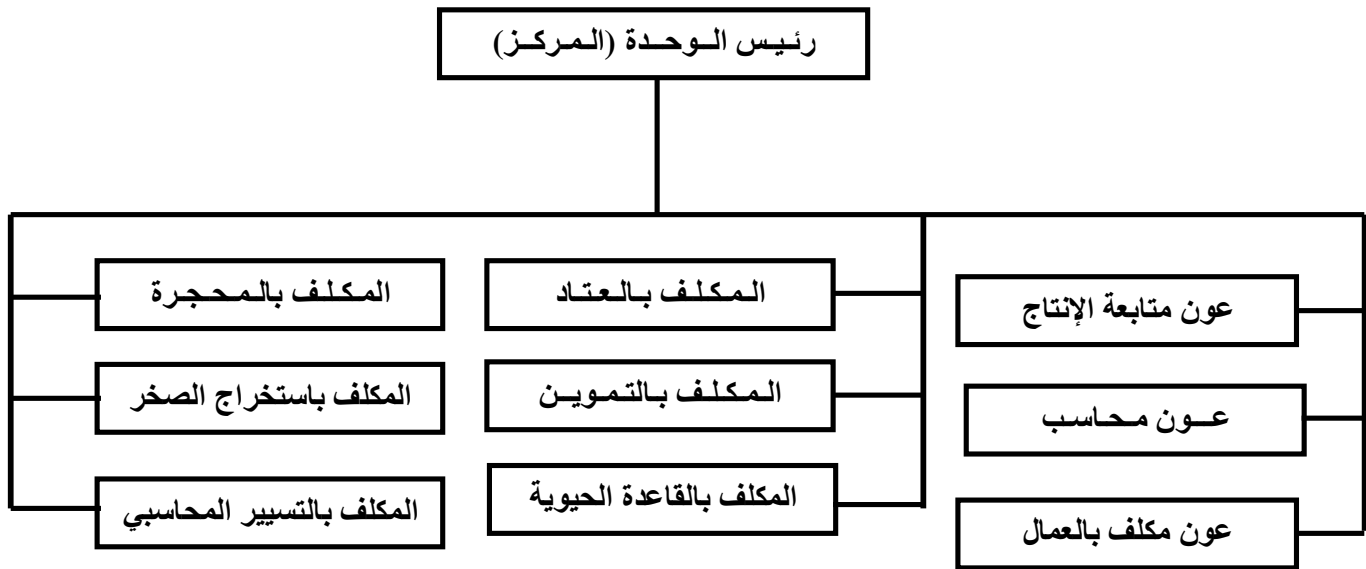 رئيس الوحدة (المركز)
عون متابعة الإنتاج
عون محاسب
عون مكلف بالعمال
المكلف بالعتاد
المكلف بالتموين
المكلف بالقاعدة الحيوية
المكلف بالمحجرة
المكلف باستخراج الصخر
المكلف بالتسيير المحاسبي